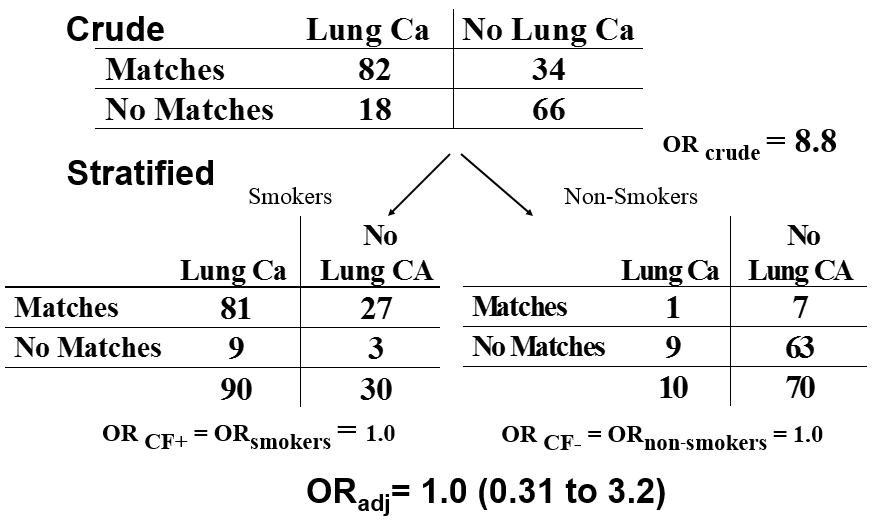 Crude Lung Ca No Lung Ca
Matches 82 34
No Matches 18 66
OR crude = 8.8
Stratified
Smokers Non-Smokers
No No
Lung Ca Lung CA Lung Ca Lung CA
Matches 81 27 Matches 1 7
No Matches 9 3 No Matches 9 63
90 30 10 70
OR CF+ = ORsmokers = 1.0 OR CF- = ORnon-smokers = 1.0
ORadj= 1.0 (0.31 to 3.2)